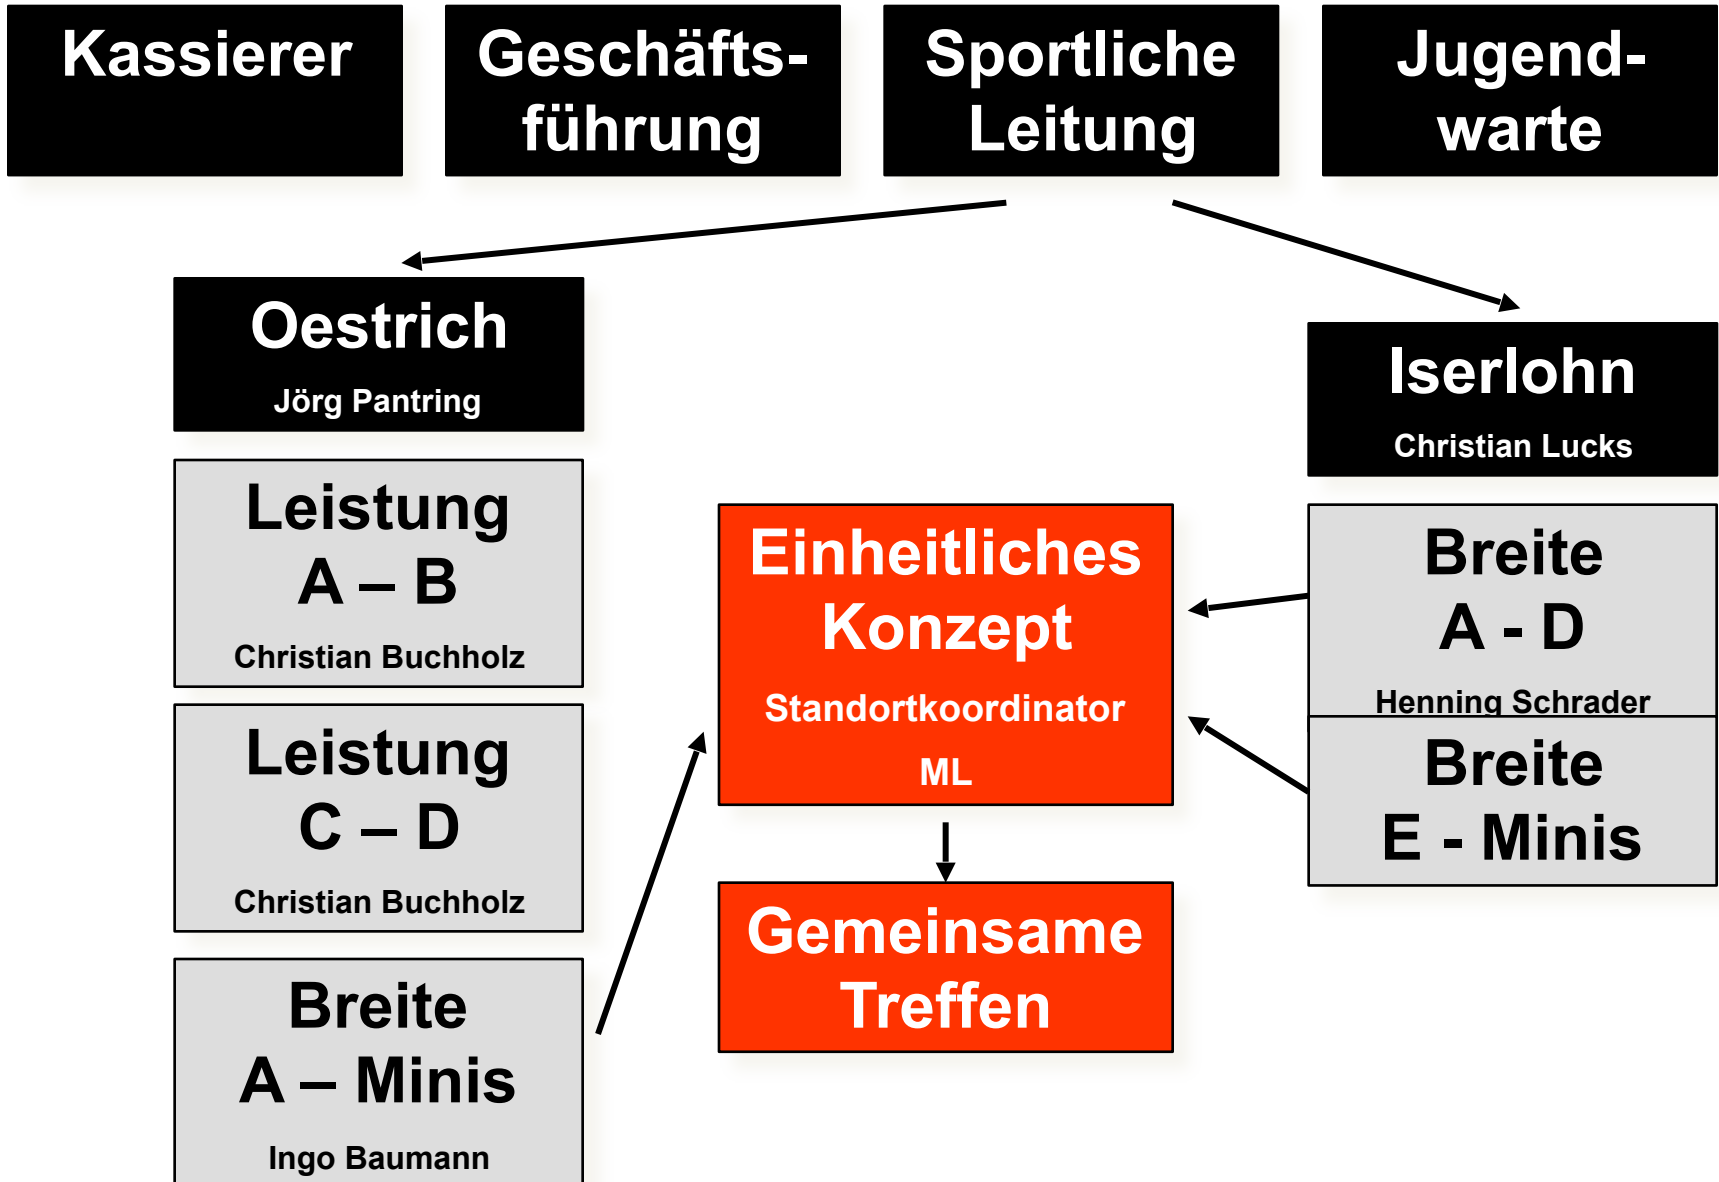 Kassierer
Geschäfts-
führung
Sportliche
Leitung
Jugend-
warte
Oestrich
Jörg Pantring
Leistung
A – B
Christian Buchholz
Leistung
C – D
Christian Buchholz
Breite
A – Minis
Ingo Baumann
Einheitliches
Konzept
Standortkoordinator
ML
Gemeinsame
Treffen
Iserlohn
Christian Lucks
Breite
A - D
Henning Schrader
Breite
E - Minis